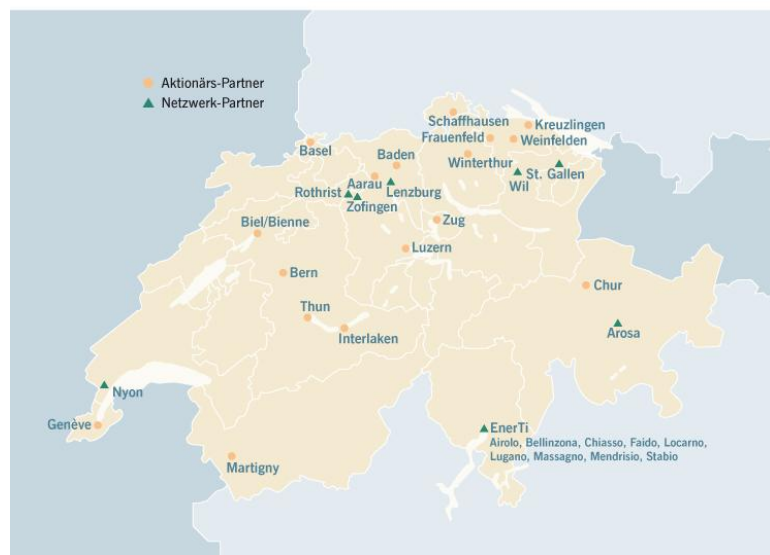 Aktionärs-Partner
Netzwerk-Partner
Schaffhausen
Kreuzlingen
Frauenfeld
Weinfelden
Basel
Baden
Winterthur
Aarau
St. Gallen
Rothrist
Lenzburg
Wil
Zofingen
Biel/Bienne
Zug
Luzern
Bern
Chur
Thun
Interlaken
Arosa
Nyon
Genève
EnerTi
Airolo, Bellinzona, Chiasso, Faido, Locarno,
Lugano, Massagno, Mendrisio, Stabio
Martigny